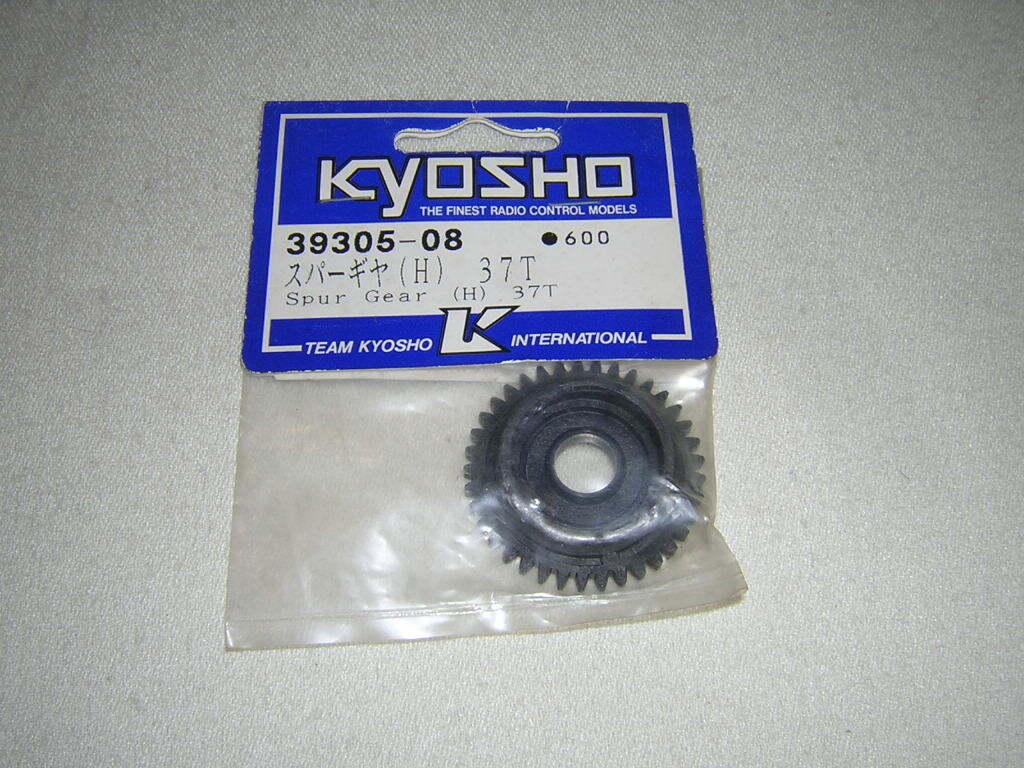 KYOSHO
THE FINEST RADIO CONTROL MODELS
39305-08 ●600
スパーギヤ(H) 37T
Spur Gear (H) 37T
TEAM KYOSHO K INTERNATIONAL